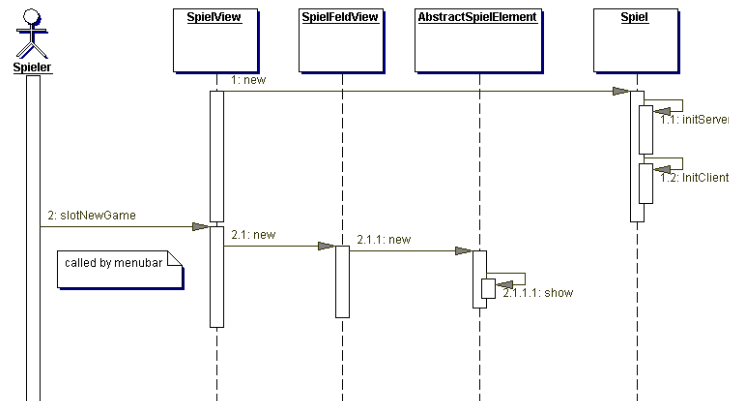 SpielView
SpielFeldView
AbstractSpielElement
Spiel
Spieler
1: new
1.1: initServer
1.2: InitClient
2: slotNewGame
2.1: new
2.1.1: new
called by menubar
2.1.1.1: show